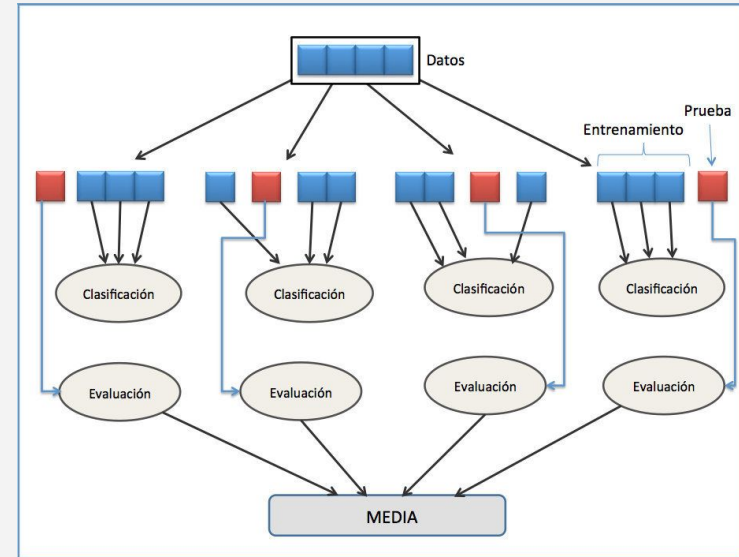 Datos
Prueba
Entrenamiento
Clasificación
Clasificación
Clasificación
Clasificación
Evaluación
Evaluación
Evaluación
Evaluación
MEDIA